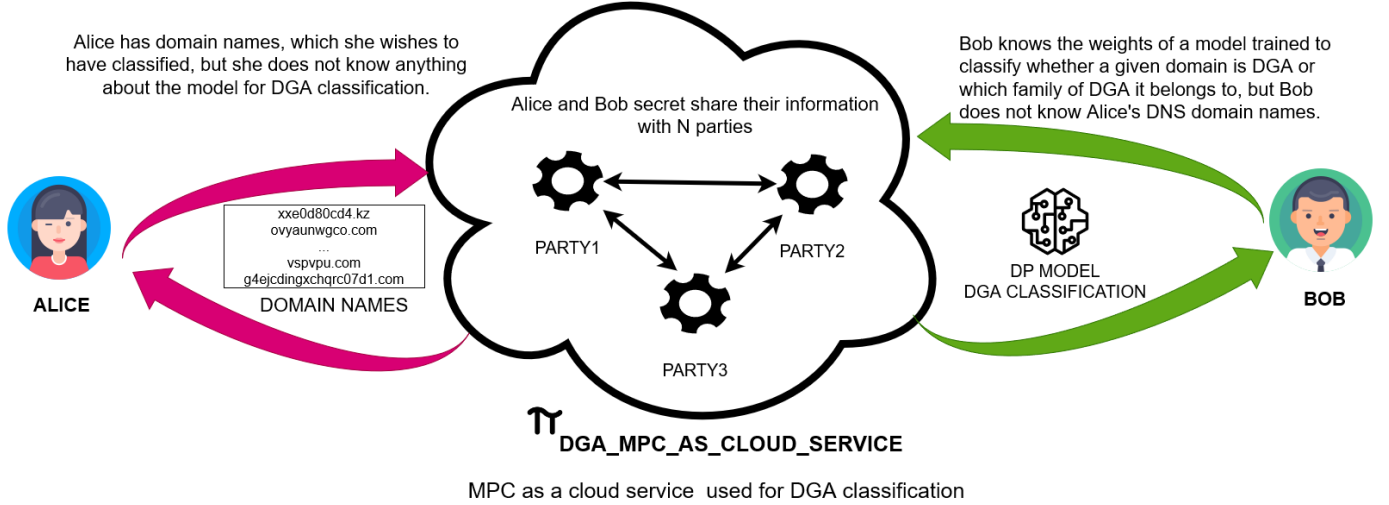 Alice has domain names, which she wishes to
have classified, but she does not know anything
about the model for DGA classification.
Bob knows the weights of a model trained to
classify whether a given domain is DGA or
which family of DGA it belongs to, but Bob
does not know Alice's DNS domain names.
Alice and Bob secret share their information
with N parties
PARTY1
PARTY2
PARTY3
xxe0d80cd4.kz
ovyaunwgco.com
...
vspvpu.com
g4ejcdingxchqrc07d1.com
DOMAIN NAMES
ALICE
DP MODEL
DGA CLASSIFICATION
BOB
π DGA_MPC_AS_CLOUD_SERVICE
MPC as a cloud service used for DGA classification